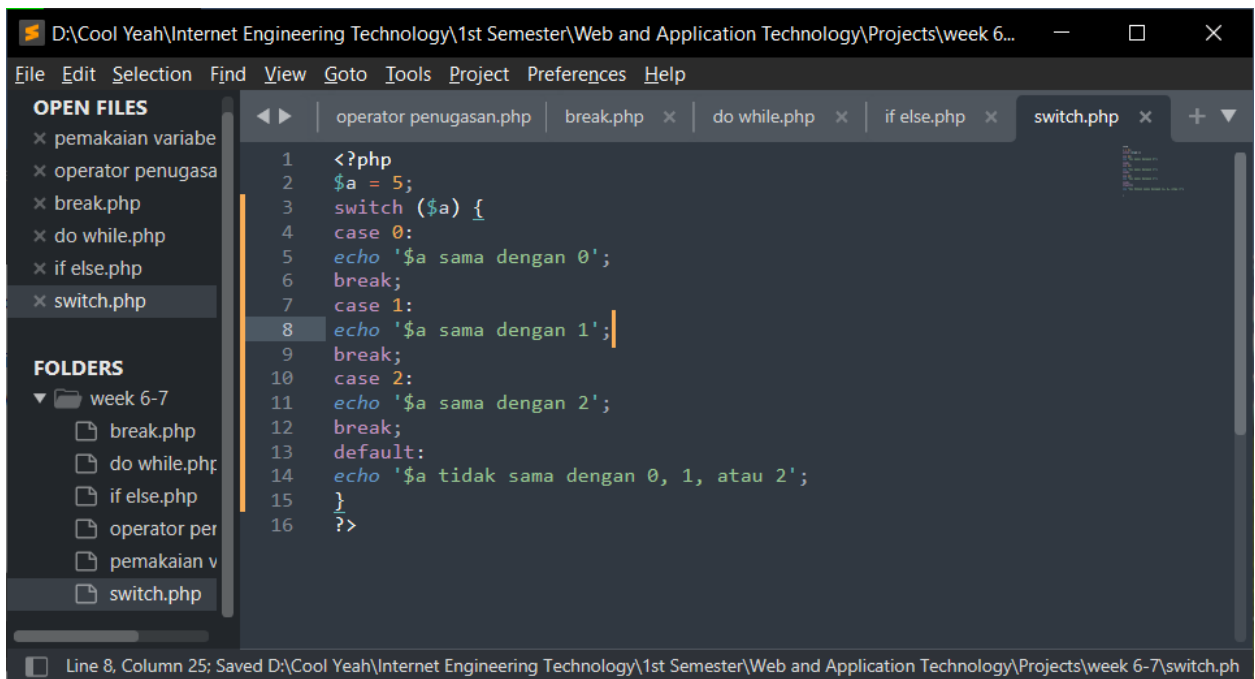 D:\Cool Yeah\Internet Engineering Technology\1st Semester\Web and Application Technology\Projects\week 6...
File Edit Selection Find View Goto Tools Project Preferences Help
OPEN FILES
pemakaian variabe
operator penugasa
break.php
do while.php
if else.php
switch.php
FOLDERS
week 6-7
break.php
do while.php
if else.php
operator per
pemakaian v
switch.php
operator penugasan.php break.php do while.php if else.php switch.php
1 <?php
2 $a = 5;
3 switch ($a) {
4 case 0:
5 echo '$a sama dengan 0';
6 break;
7 case 1:
8 echo '$a sama dengan 1';
9 break;
10 case 2:
11 echo '$a sama dengan 2';
12 break;
13 default:
14 echo '$a tidak sama dengan 0, 1, atau 2';
15 }
16 ?>
Line 8, Column 25; Saved D:\Cool Yeah\Internet Engineering Technology\1st Semester\Web and Application Technology\Projects\week 6-7\switch.ph